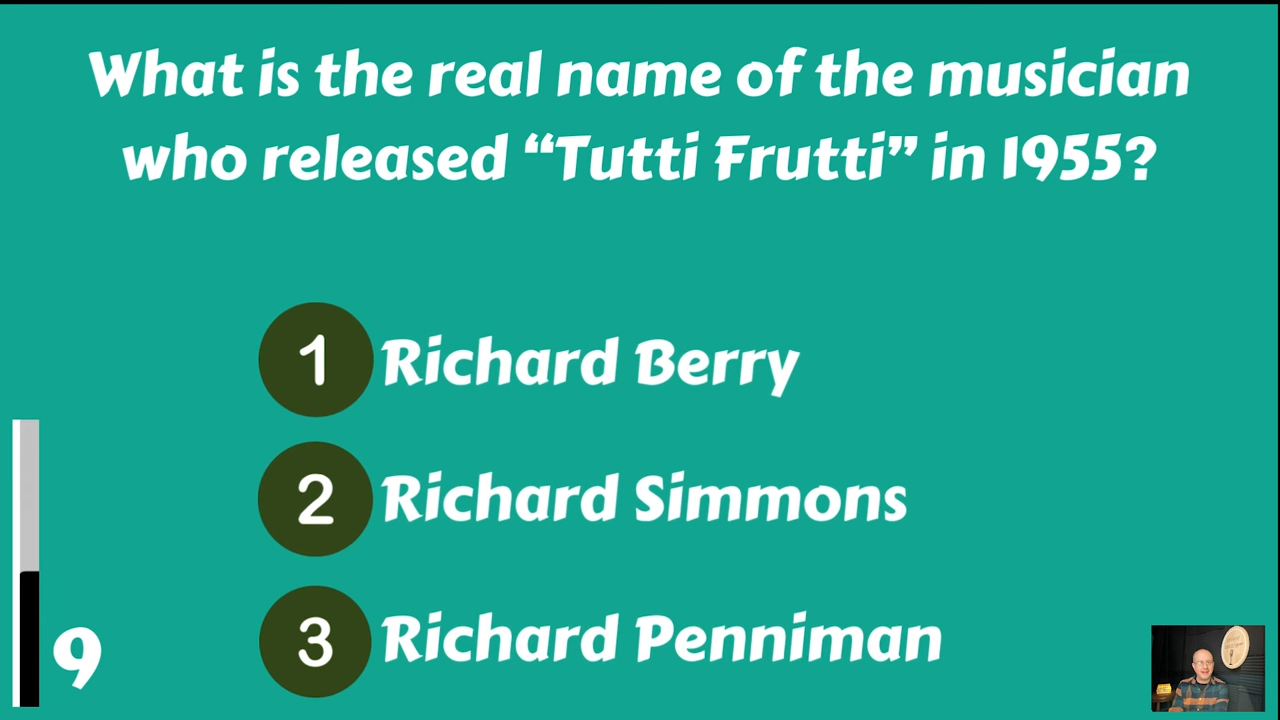 What is the real name of the musician
who released “Tutti Frutti” in 1955?
1 Richard Berry
2 Richard Simmons
3 Richard Penniman
9